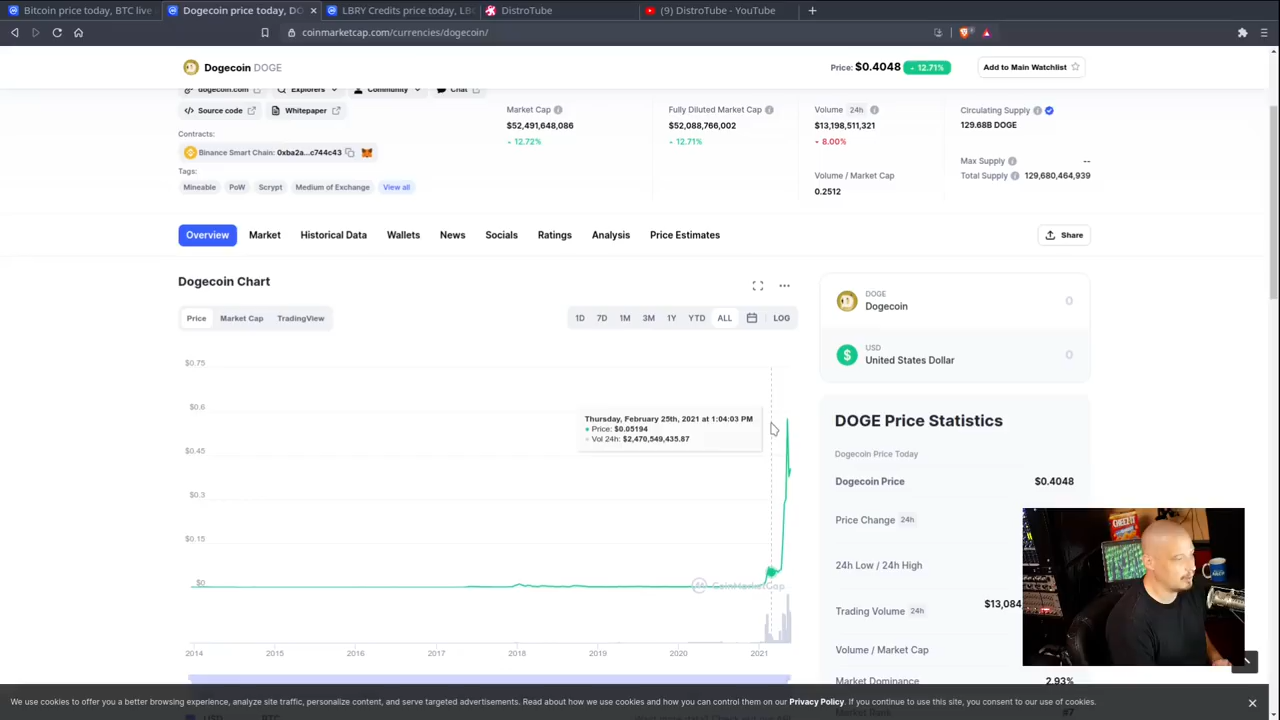 Bitcoin price today, BTC live
Dogecoin price today, DO
LBRY Credits price today, LBC
DistroTube
(9) DistroTube - YouTube
coinmarketcap.com/currencies/dogecoin/
Dogecoin DOGE
Price: $0.4048 12.71%
Add to Main Watchlist
dogecoin.com
Explorers
Community
Chat
Source code
Whitepaper
Contracts:
Binance Smart Chain: 0xba2a...c744c43
Tags:
Mineable
PoW
Scrypt
Medium of Exchange
View all
Market Cap
$52,491,648,086
12.72%
Fully Diluted Market Cap
$52,088,766,002
12.71%
Volume 24h
$13,198,511,321
8.00%
Volume / Market Cap
0.2512
Circulating Supply
129.68B DOGE
Max Supply --
Total Supply 129,680,464,939
Overview
Market
Historical Data
Wallets
News
Socials
Ratings
Analysis
Price Estimates
Share
Dogecoin Chart
Price
Market Cap
TradingView
1D 7D 1M 3M 1Y YTD ALL LOG
$0.75
$0.6
$0.45
$0.3
$0.15
$0
Thursday, February 25th, 2021 at 1:04:03 PM
Price: $0.05194
Vol 24h: $2,470,549,435.87
CoinMarketCap
2014 2015 2016 2017 2018 2019 2020 2021
DOGE
Dogecoin
0
USD
United States Dollar
0
DOGE Price Statistics
Dogecoin Price Today
Dogecoin Price $0.4048
Price Change 24h
24h Low / 24h High
Trading Volume 24h $13,084
Volume / Market Cap
Market Dominance 2.93%
We use cookies to offer you a better browsing experience, analyze site traffic, personalize content, and serve targeted advertisements. Read about how we use cookies and how you can control them on our Privacy Policy. If you continue to use this site, you consent to our use of cookies.